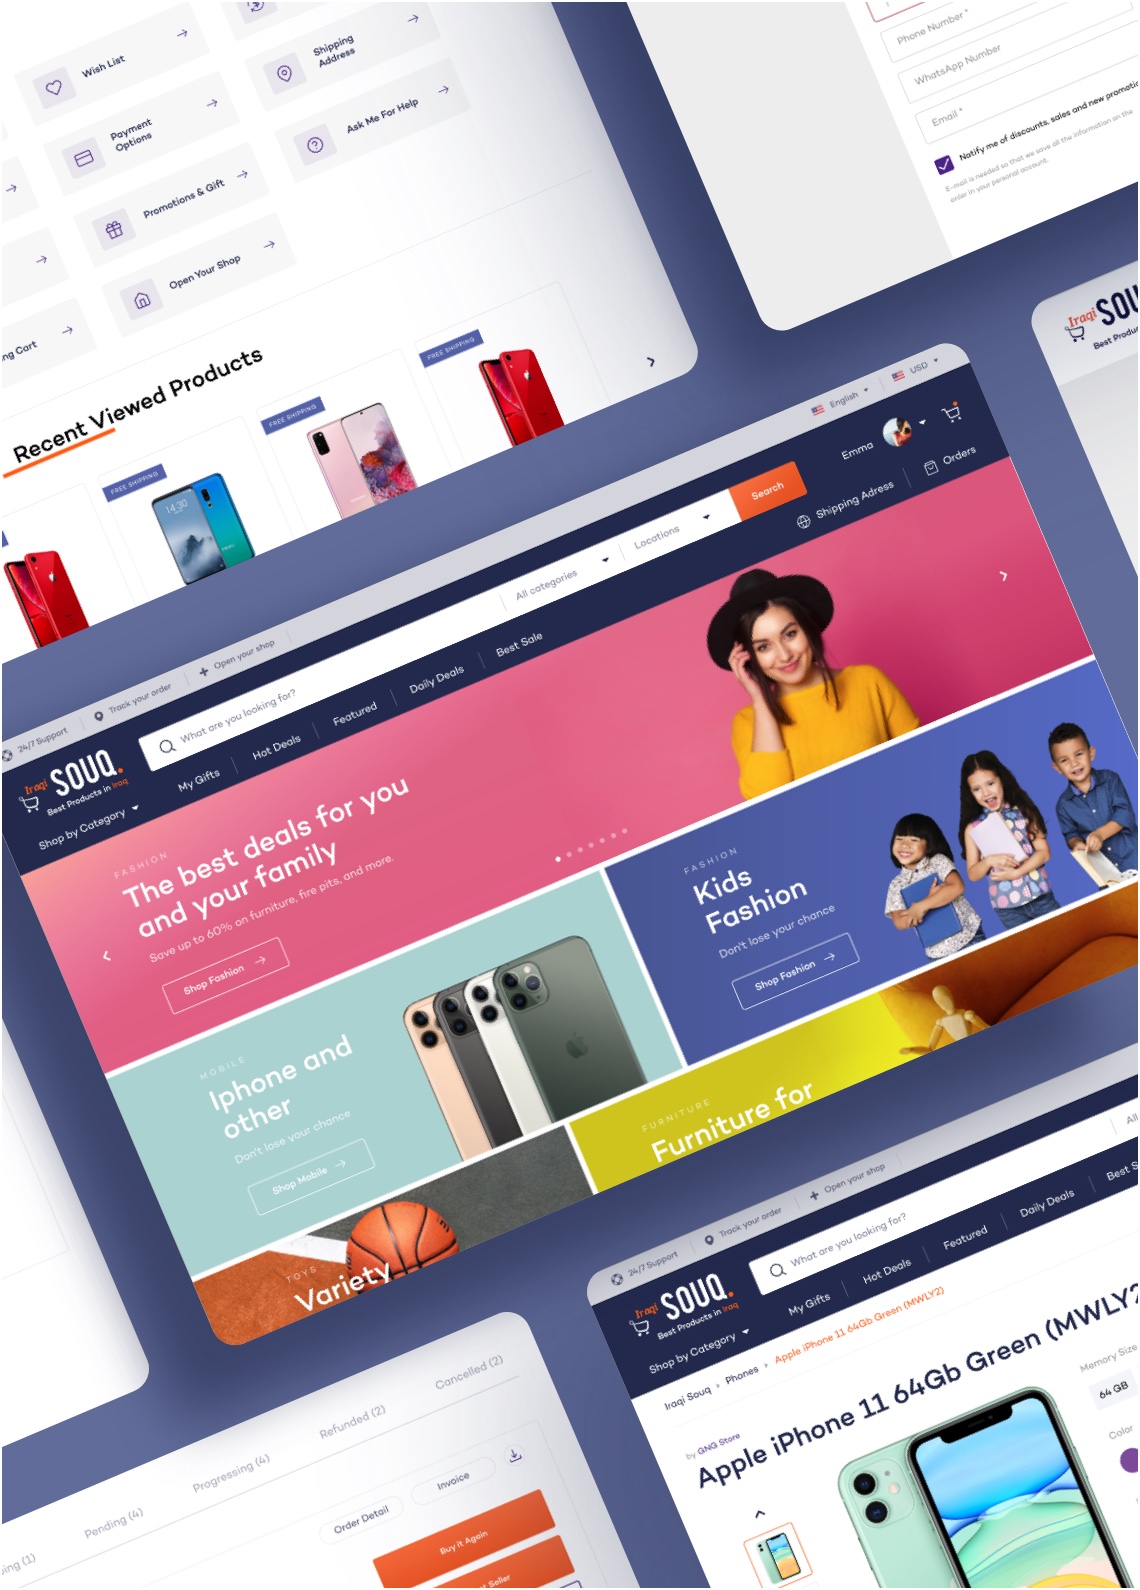 Wish List
Shipping
Address
Payment
Options
Ask Me For Help
Promotions & Gift
Open Your Shop
ng Cart
Recent Viewed Products
FREE SHIPPING
FREE SHIPPING
FREE SHIPPING
14:30
Phone Number *
WhatsApp Number
Email *
Notify me of discounts, sales and new promotio
E-mail is needed so that we save all the information on the
order in your personal account.
Iraqi SOUQ
Best Produc
24/7 Support
Track your order
Open your shop
English
USD
Iraqi SOUQ.
Best Products in Iraq
What are you looking for?
All categories
Locations
Search
Emma
Shop by Category
My Gifts
Hot Deals
Featured
Daily Deals
Best Sale
Shipping Adress
Orders
FASHION
The best deals for you
and your family
Save up to 60% on furniture, fire pits, and more.
Shop Fashion
FASHION
Kids
Fashion
Don't lose your chance
Shop Fashion
MOBILE
Iphone and
other
Don't lose your chance
Shop Mobile
FURNITURE
Furniture for
TOYS
Variety
24/7 Support
Track your order
Open your shop
Iraqi SOUQ.
Best Products in Iraq
What are you looking for?
All
Shop by Category
My Gifts
Hot Deals
Featured
Daily Deals
Best S
Iraqi Souq
Phones
Apple iPhone 11 64Gb Green (MWLY2)
by GNG Store
Apple iPhone 11 64Gb Green (MWLY2
Memory Size
64 GB
Color
ing (1)
Pending (4)
Progressing (4)
Refunded (2)
Cancelled (2)
Order Detail
Invoice
Buy it Again
t Seller